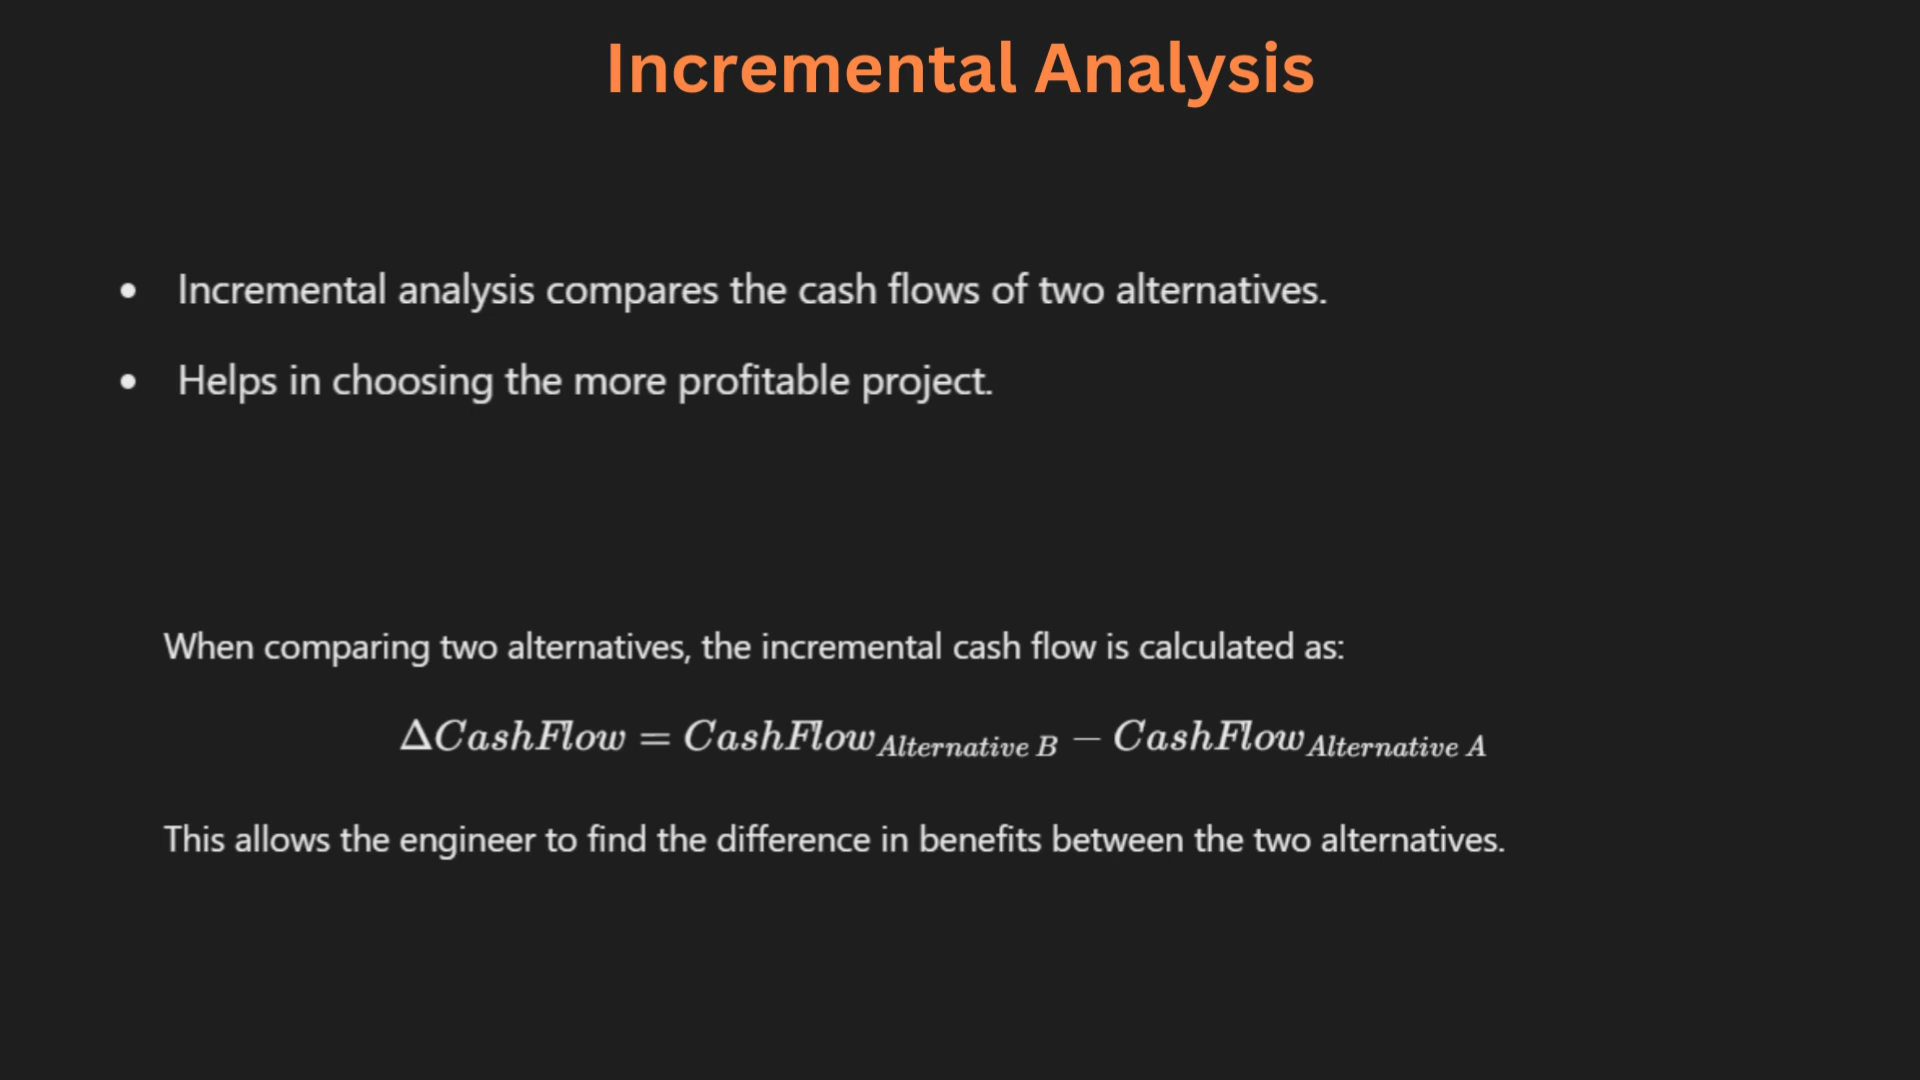 Incremental Analysis
• Incremental analysis compares the cash flows of two alternatives.
• Helps in choosing the more profitable project.
When comparing two alternatives, the incremental cash flow is calculated as:
ΔCashFlow = CashFlow_Alternative B − CashFlow_Alternative A
This allows the engineer to find the difference in benefits between the two alternatives.